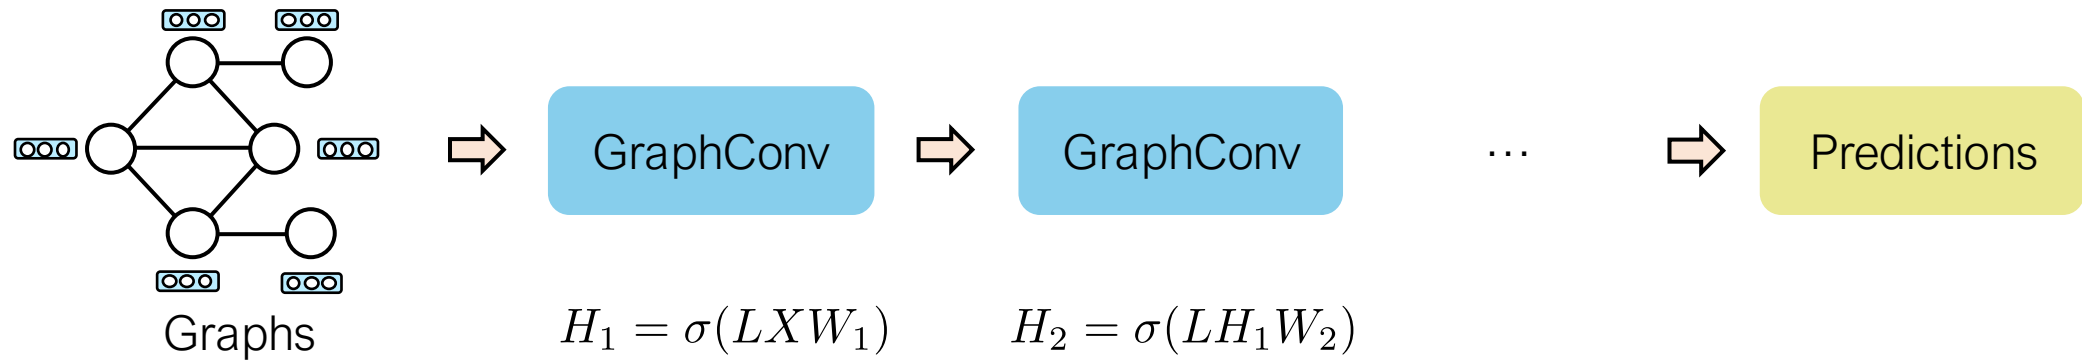 GraphConv
GraphConv
...
Predictions
Graphs
H₁ = σ(LXW₁)
H₂ = σ(LH₁W₂)